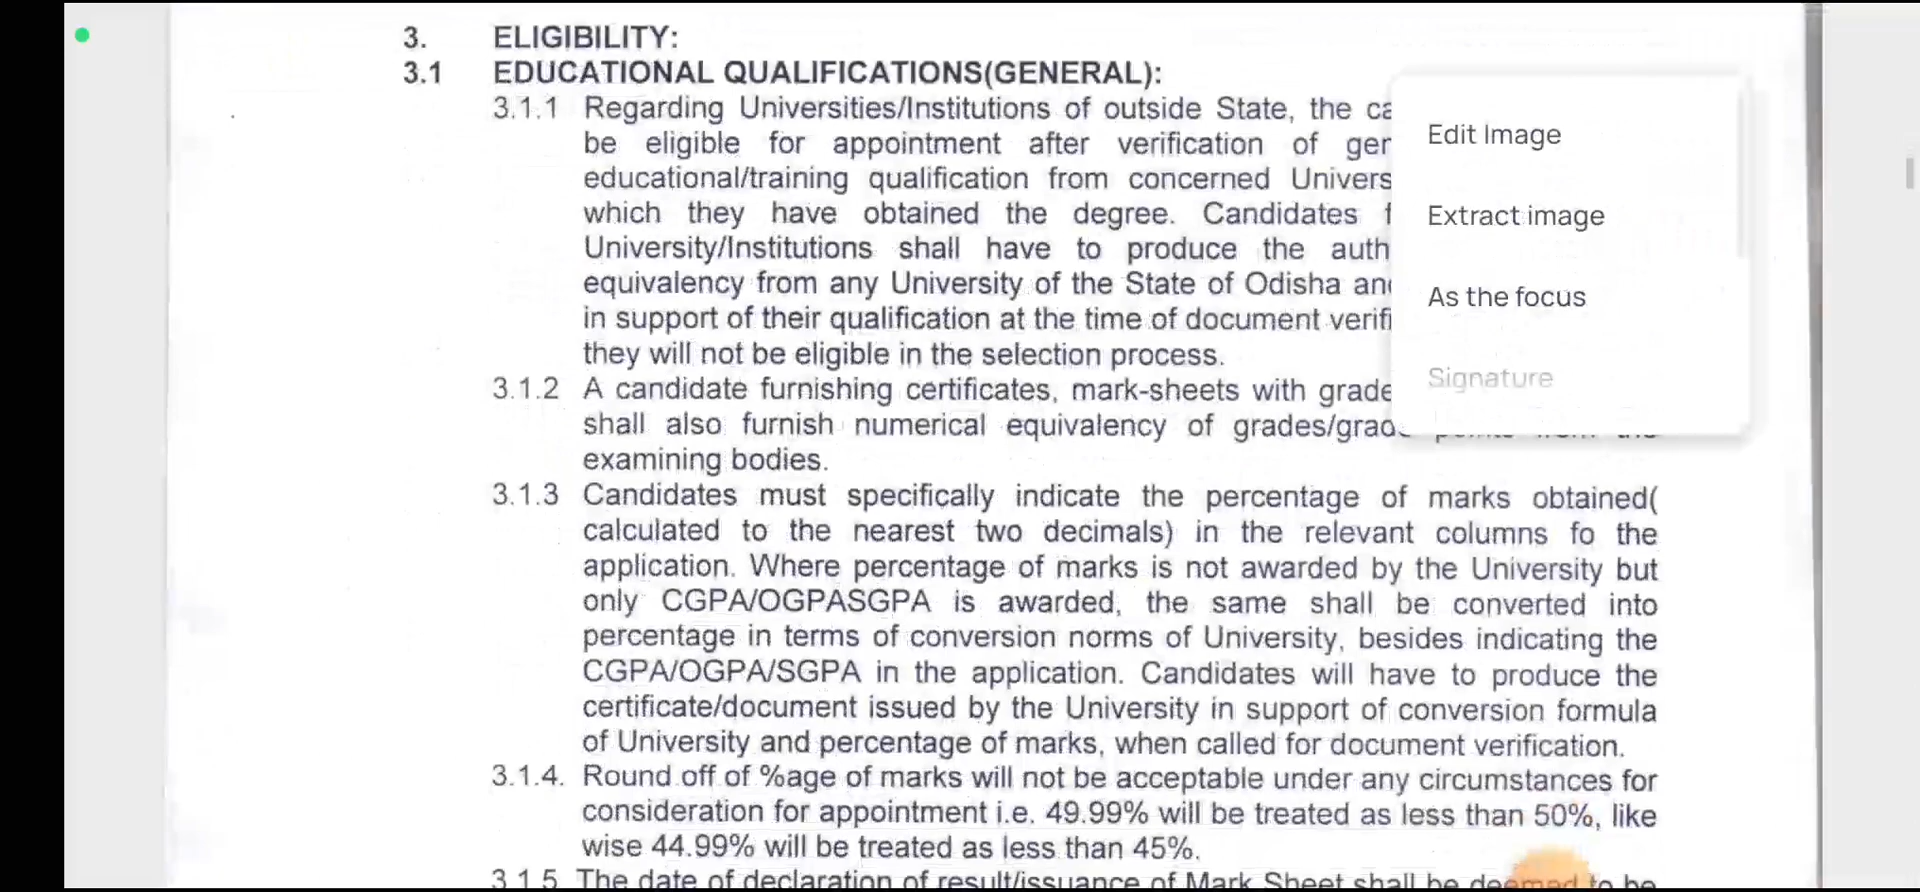 3. ELIGIBILITY:
3.1 EDUCATIONAL QUALIFICATIONS(GENERAL):
3.1.1 Regarding Universities/Institutions of outside State, the
be eligible for appointment after verification of
educational/training qualification from concerned
which they have obtained the degree. Candidates
University/Institutions shall have to produce the
equivalency from any University of the State of Odisha
in support of their qualification at the time of document
they will not be eligible in the selection process.
3.1.2 A candidate furnishing certificates, mark-sheets with
shall also furnish numerical equivalency of
examining bodies.
3.1.3 Candidates must specifically indicate the percentage of marks obtained(
calculated to the nearest two decimals) in the relevant columns fo the
application. Where percentage of marks is not awarded by the University but
only CGPA/OGPASGPA is awarded, the same shall be converted into
percentage in terms of conversion norms of University, besides indicating the
CGPA/OGPA/SGPA in the application. Candidates will have to produce the
certificate/document issued by the University in support of conversion formula
of University and percentage of marks, when called for document verification.
3.1.4. Round off of %age of marks will not be acceptable under any circumstances for
consideration for appointment i.e. 49.99% will be treated as less than 50%, like
wise 44.99% will be treated as less than 45%.
3.1.5 The date of declaration of result/issuance of Mark Sheet shall be deemed to be
Edit Image
Extract image
As the focus
Signature